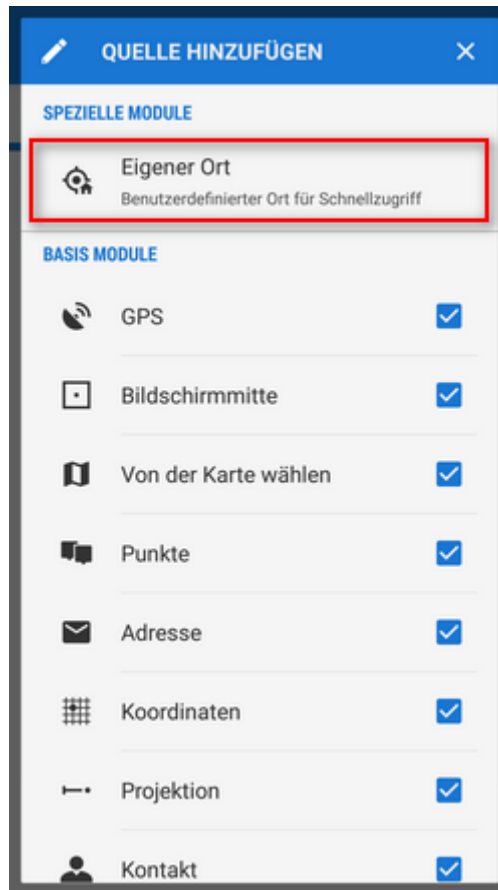 QUELLE HINZUFÜGEN
SPEZIELLE MODULE
Eigener Ort
Benutzerdefinierter Ort für Schnellzugriff
BASIS MODULE
GPS
Bildschirmmitte
Von der Karte wählen
Punkte
Adresse
Koordinaten
Projektion
Kontakt